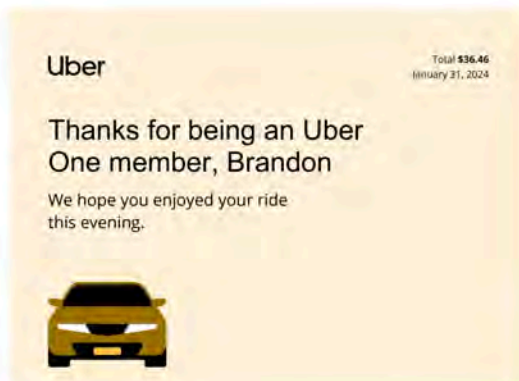 Uber
Total $36.46
January 31, 2024
Thanks for being an Uber
One member, Brandon
We hope you enjoyed your ride
this evening.